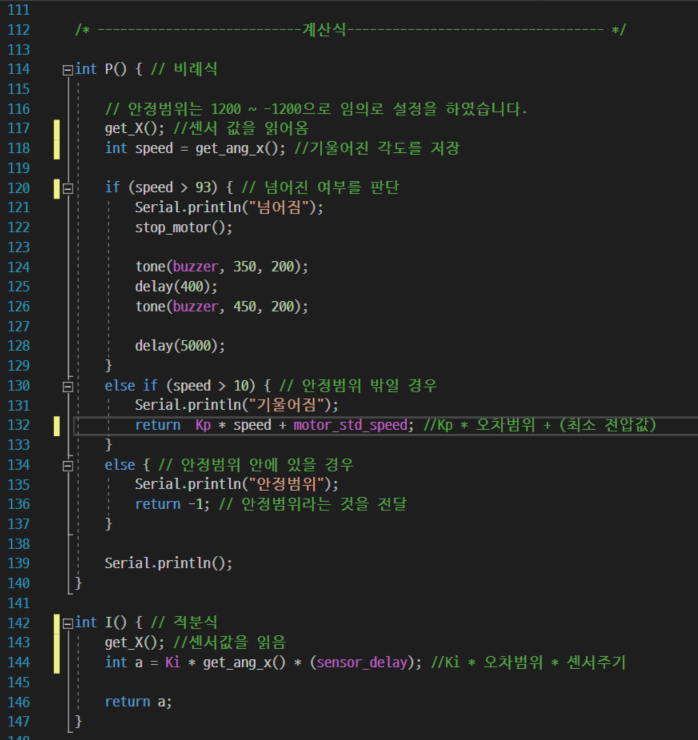 111
112 /* ---------------------------계산식--------------------------------- */
113
114 int P() { // 비례식
115
116 // 안정범위는 1200 ~ -1200으로 임의로 설정을 하였습니다.
117 get_X(); //센서 값을 읽어옴
118 int speed = get_ang_x(); //기울어진 각도를 저장
119
120 if (speed > 93) { // 넘어진 여부를 판단
121 Serial.println("넘어짐");
122 stop_motor();
123
124 tone(buzzer, 350, 200);
125 delay(400);
126 tone(buzzer, 450, 200);
127
128 delay(5000);
129 }
130 else if (speed > 10) { // 안정범위 밖일 경우
131 Serial.println("기울어짐");
132 return  Kp * speed + motor_std_speed; //Kp * 오차범위 + (최소 전압값)
133 }
134 else { // 안정범위 안에 있을 경우
135 Serial.println("안정범위");
136 return -1; // 안정범위라는 것을 전달
137 }
138
139 Serial.println();
140 }
141
142 int I() { // 적분식
143 get_X(); //센서값을 읽음
144 int a = Ki * get_ang_x() * (sensor_delay); //Ki * 오차범위 * 센서주기
145
146 return a;
147 }